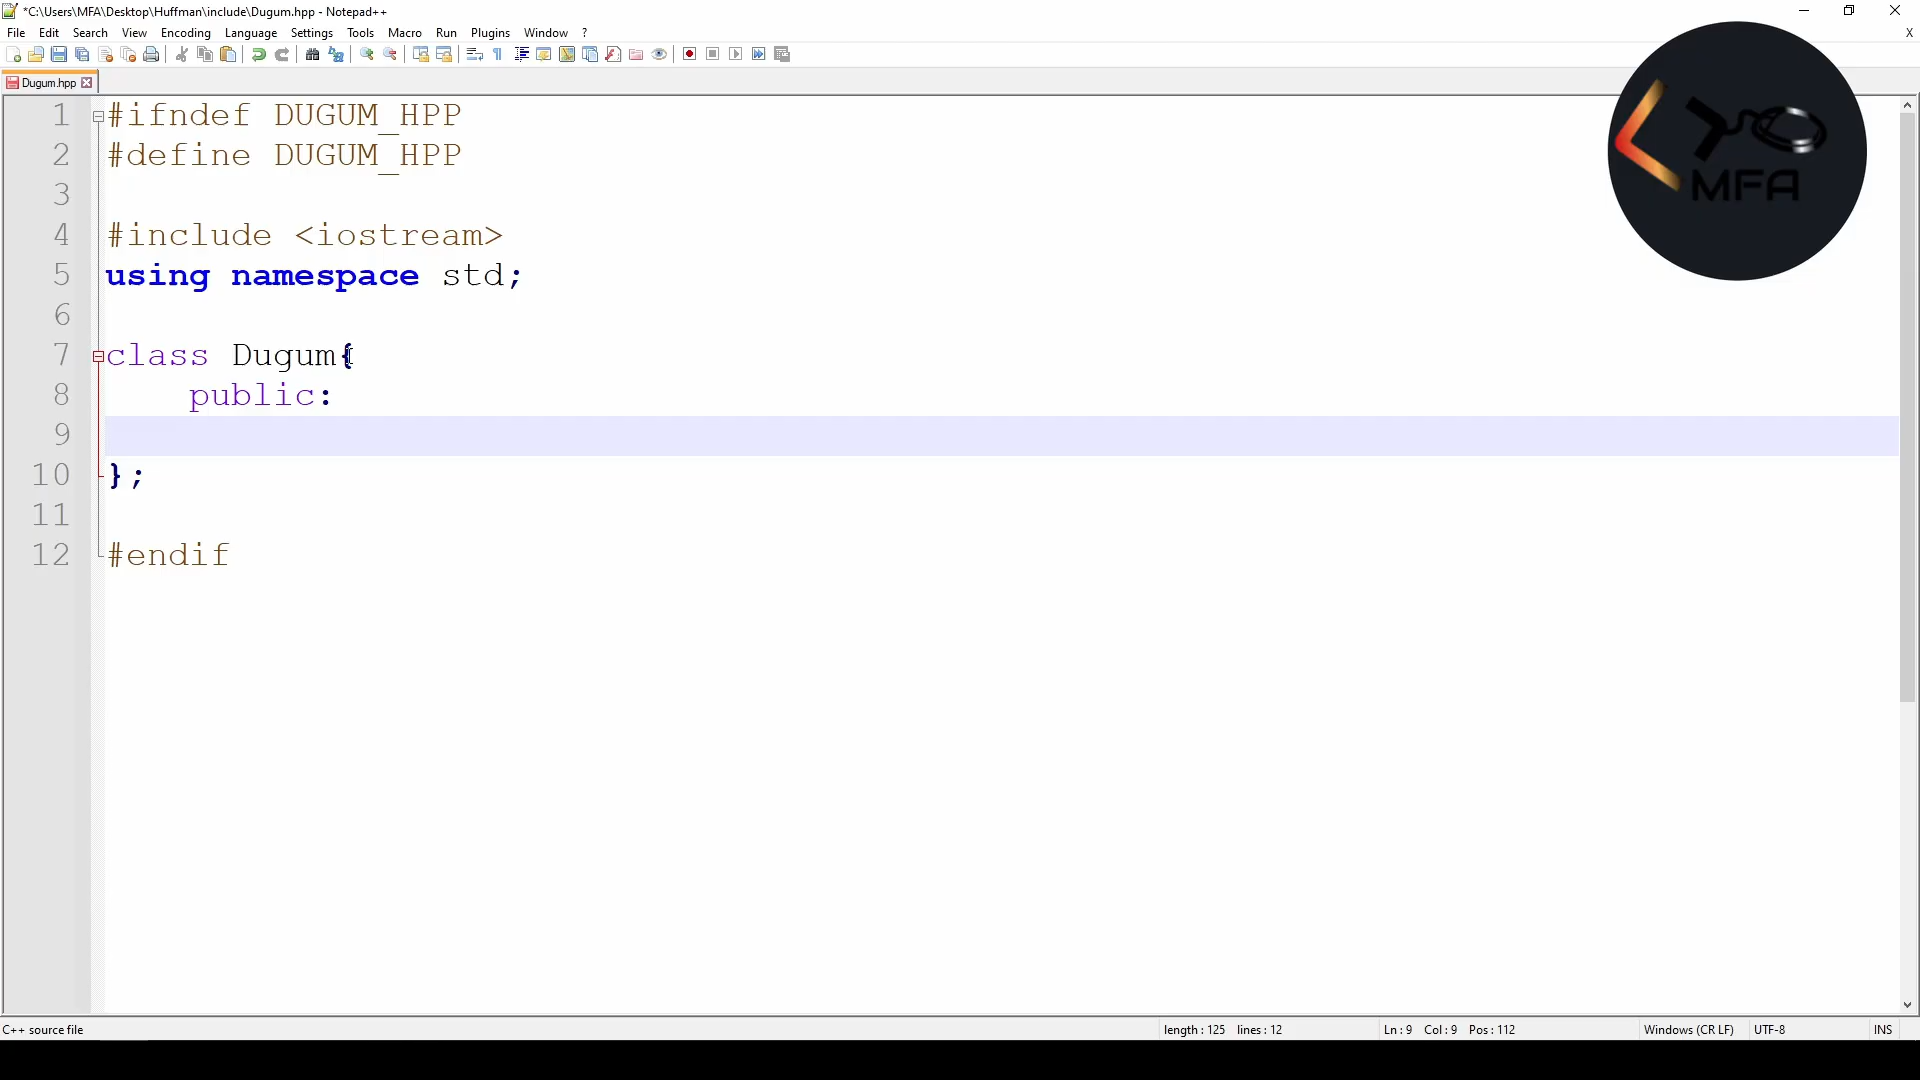 *C:\Users\MFA\Desktop\Huffman\include\Dugum.hpp - Notepad++
File Edit Search View Encoding Language Settings Tools Macro Run Plugins Window ? X
Dugum.hpp
MFA
1 #ifndef DUGUM_HPP
2 #define DUGUM_HPP
3
4 #include <iostream>
5 using namespace std;
6
7 class Dugum{
8 public:
9
10 };
11
12 #endif
C++ source file length : 125 lines : 12 Ln : 9 Col : 9 Pos : 112 Windows (CR LF) UTF-8 INS